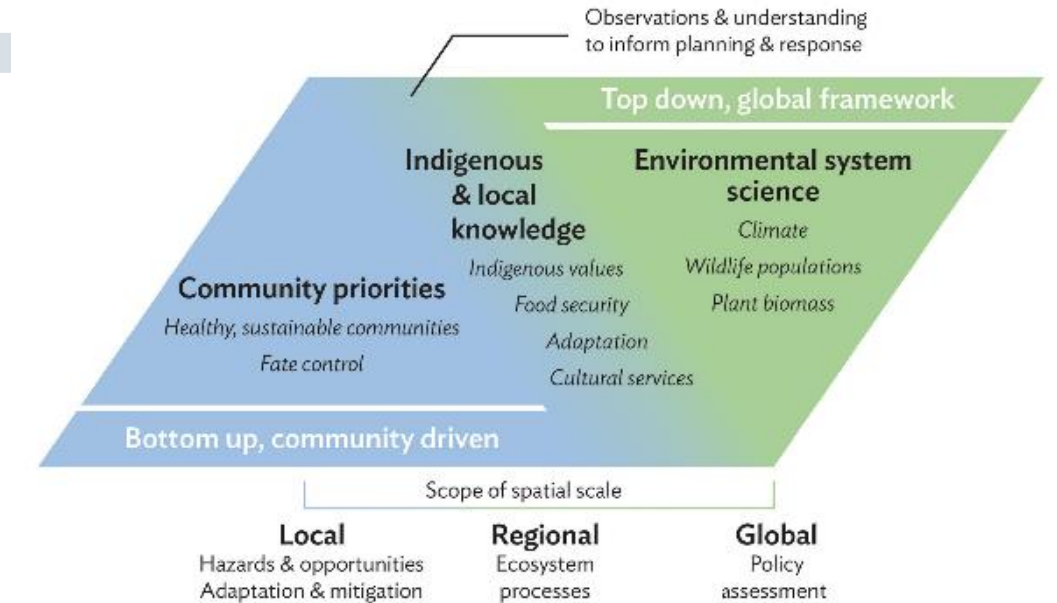 Observations & understanding
to inform planning & response
Top down, global framework
Indigenous
& local
knowledge
Indigenous values
Food security
Adaptation
Cultural services
Environmental system
science
Climate
Wildlife populations
Plant biomass
Community priorities
Healthy, sustainable communities
Fate control
Bottom up, community driven
Scope of spatial scale
Local
Hazards & opportunities
Adaptation & mitigation
Regional
Ecosystem
processes
Global
Policy
assessment